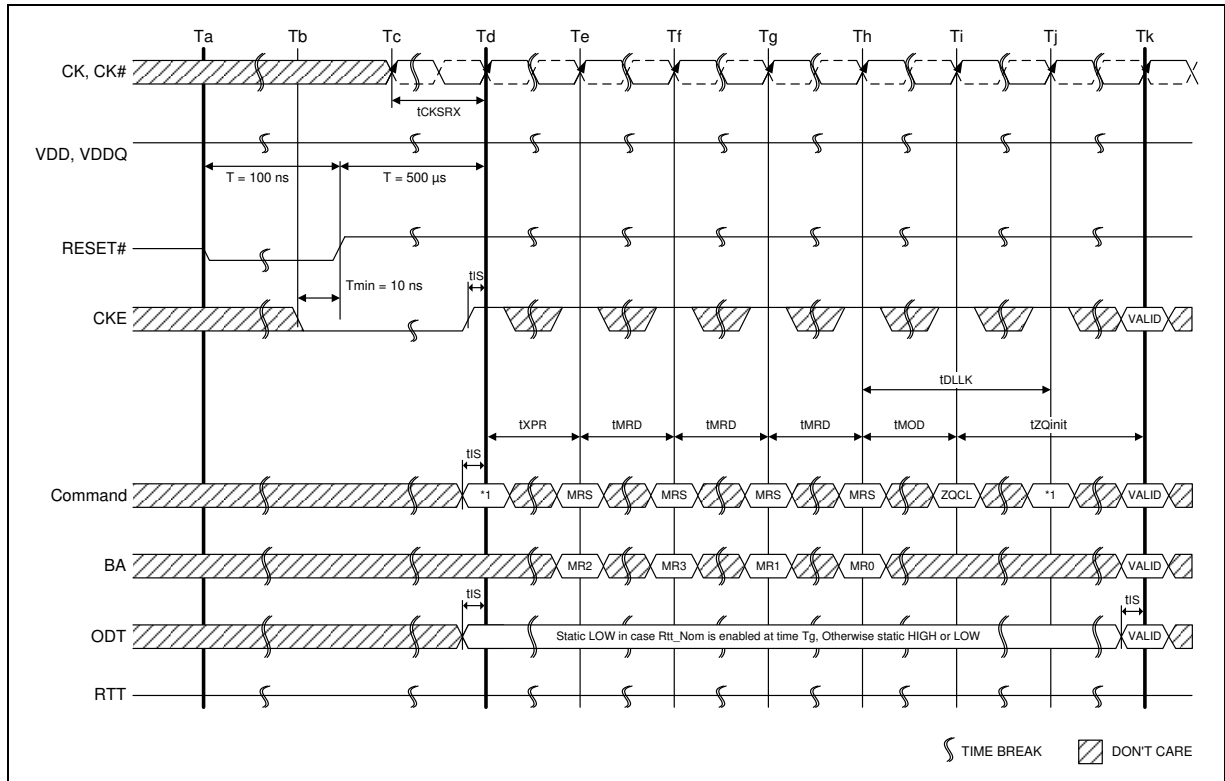 Ta Tb Tc Td Te Tf Tg Th Ti Tj Tk
CK, CK#
tCKSRX
VDD, VDDQ
T = 100 ns T = 500 µs
RESET#
Tmin = 10 ns
tIS
CKE
VALID
tDLLK
tXPR tMRD tMRD tMRD tMOD tZQinit
tIS
Command *1 MRS MRS MRS MRS ZQCL *1 VALID
BA MR2 MR3 MR1 MR0 VALID
tIS tIS
ODT Static LOW in case Rtt_Nom is enabled at time Tg, Otherwise static HIGH or LOW VALID
RTT
TIME BREAK DON'T CARE